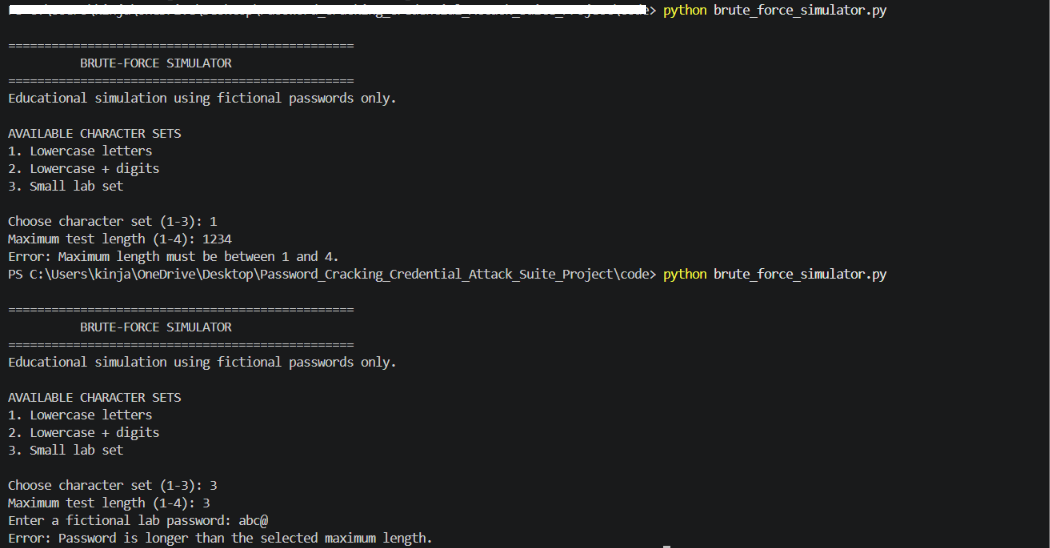 > python brute_force_simulator.py
================================================
BRUTE-FORCE SIMULATOR
================================================
Educational simulation using fictional passwords only.
AVAILABLE CHARACTER SETS
1. Lowercase letters
2. Lowercase + digits
3. Small lab set
Choose character set (1-3): 1
Maximum test length (1-4): 1234
Error: Maximum length must be between 1 and 4.
PS C:\Users\kinja\OneDrive\Desktop\Password_Cracking_Credential_Attack_Suite_Project\code> python brute_force_simulator.py
================================================
BRUTE-FORCE SIMULATOR
================================================
Educational simulation using fictional passwords only.
AVAILABLE CHARACTER SETS
1. Lowercase letters
2. Lowercase + digits
3. Small lab set
Choose character set (1-3): 3
Maximum test length (1-4): 3
Enter a fictional lab password: abc@
Error: Password is longer than the selected maximum length.